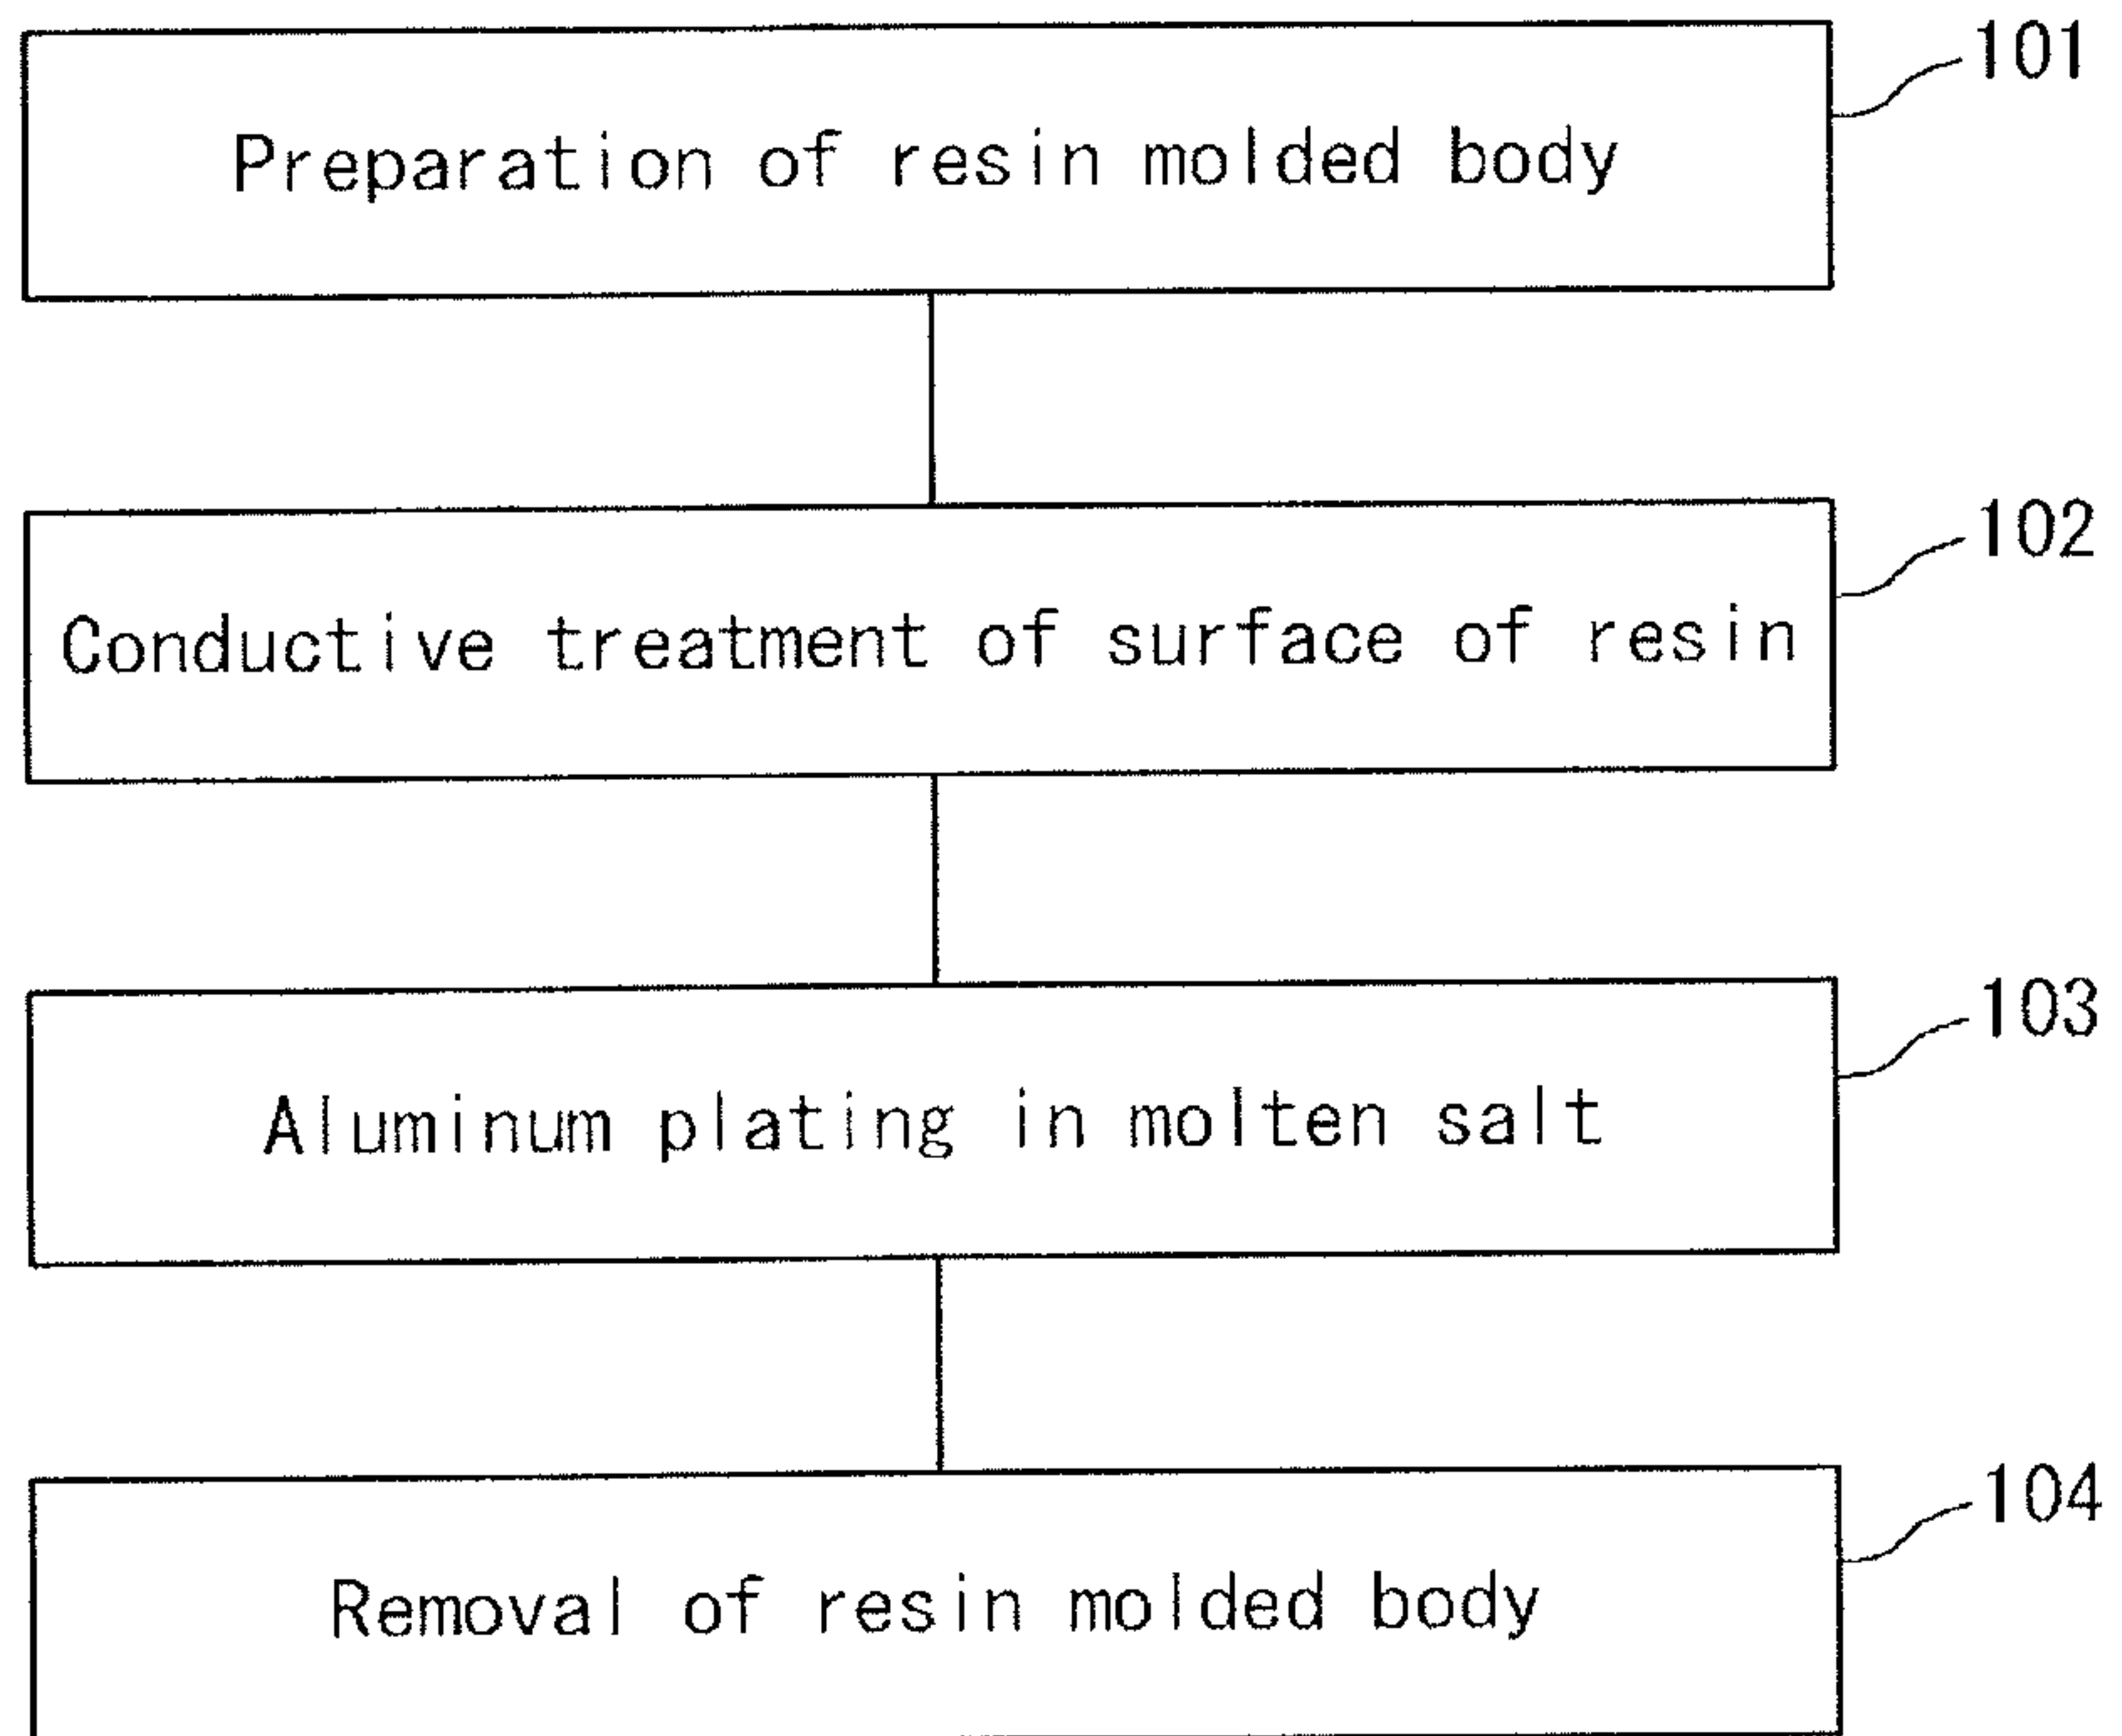 101
Preparation of resin molded body
102
Conductive treatment of surface of resin
103
Aluminum plating in molten salt
104
Removal of resin molded body